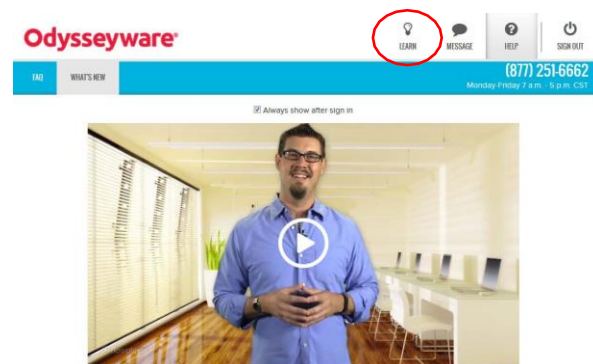 Odysseyware®
LEARN
MESSAGE
HELP
SIGN OUT
FAQ
WHAT'S NEW
(877) 251-6662
Monday-Friday 7 a.m. - 5 p.m. CST
Always show after sign in